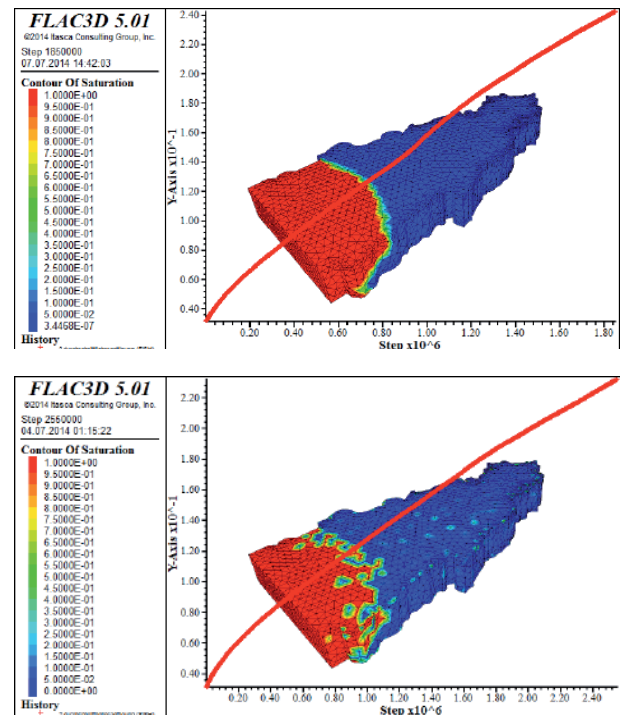 FLAC3D 5.01
©2014 Itasca Consulting Group, Inc.
Step 1850000
07.07.2014 14:42:03
Contour Of Saturation
1.0000E+00
9.5000E-01
9.0000E-01
8.5000E-01
8.0000E-01
7.5000E-01
7.0000E-01
6.5000E-01
6.0000E-01
5.5000E-01
5.0000E-01
4.5000E-01
4.0000E-01
3.5000E-01
3.0000E-01
2.5000E-01
2.0000E-01
1.5000E-01
1.0000E-01
5.0000E-02
3.4468E-07
History
Y-Axis x10^-1
2.40
2.20
2.00
1.80
1.60
1.40
1.20
1.00
0.80
0.60
0.40
0.20 0.40 0.60 0.80 1.00 1.20 1.40 1.60 1.80
Step x10^6
FLAC3D 5.01
©2014 Itasca Consulting Group, Inc.
Step 2550000
04.07.2014 01:15:22
Contour Of Saturation
1.0000E+00
9.5000E-01
9.0000E-01
8.5000E-01
8.0000E-01
7.5000E-01
7.0000E-01
6.5000E-01
6.0000E-01
5.5000E-01
5.0000E-01
4.5000E-01
4.0000E-01
3.5000E-01
3.0000E-01
2.5000E-01
2.0000E-01
1.5000E-01
1.0000E-01
5.0000E-02
0.0000E+00
History
Y-Axis x10^-1
2.20
2.00
1.80
1.60
1.40
1.20
1.00
0.80
0.60
0.40
0.20 0.40 0.60 0.80 1.00 1.20 1.40 1.60 1.80 2.00 2.20 2.40
Step x10^6